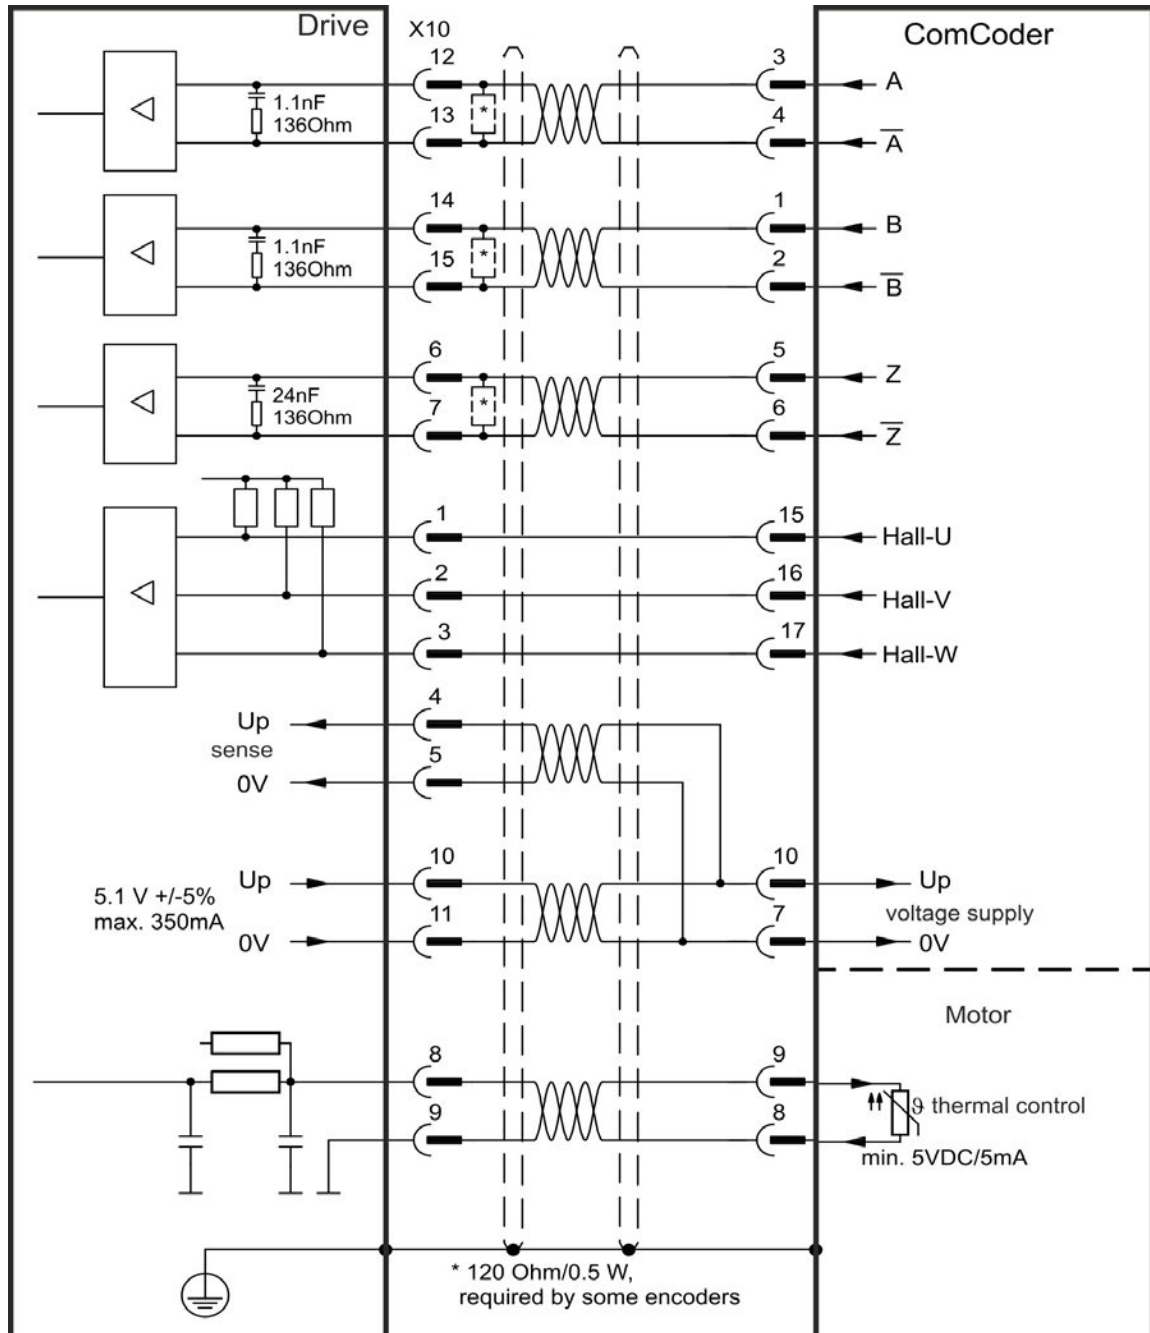 Drive
X10
ComCoder
12
3
A
1.1nF
136Ohm
*
13
4
A̅
14
1
B
1.1nF
136Ohm
*
15
2
B̅
6
5
Z
24nF
136Ohm
*
7
6
Z̅
1
15
Hall-U
2
16
Hall-V
3
17
Hall-W
Up
4
sense
5
0V
10
10
Up
Up
5.1 V +/-5%
max. 350mA
voltage supply
11
7
0V
0V
Motor
8
9
ϑ thermal control
9
8
min. 5VDC/5mA
* 120 Ohm/0.5 W,
required by some encoders